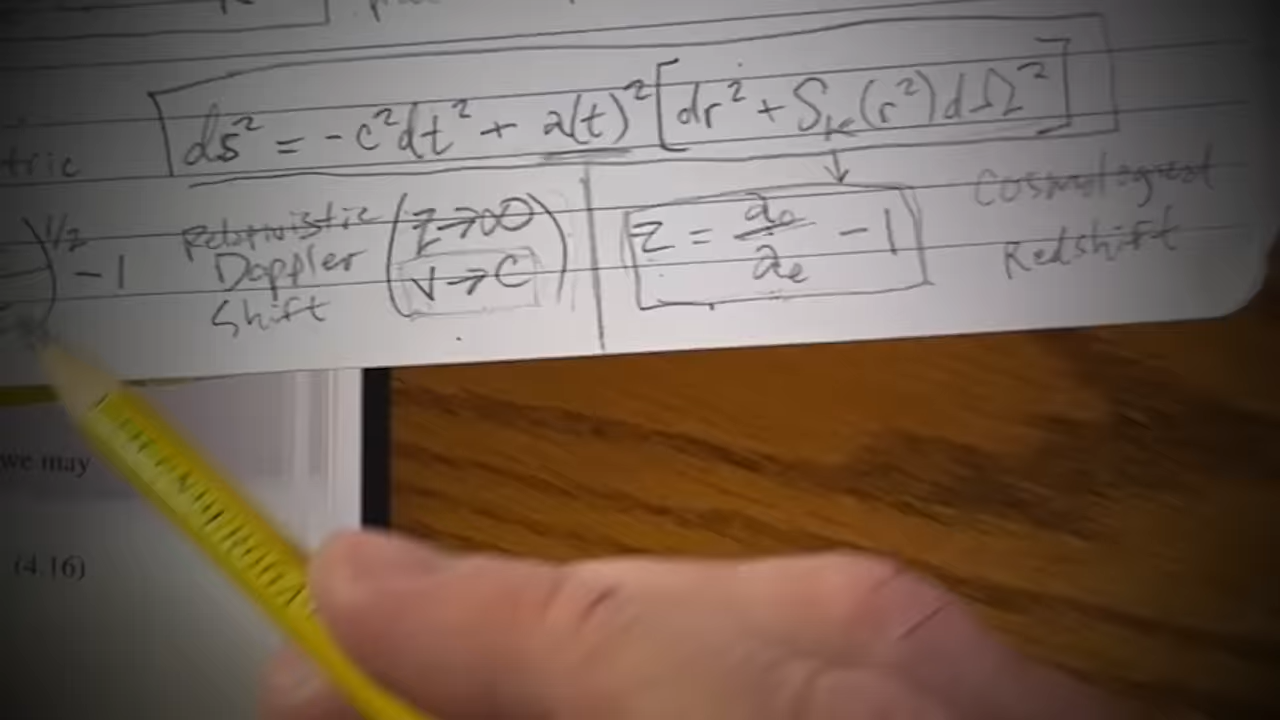 tric ds² = -c²dt² + a(t)² [dr² + Sₖ(r²)dΩ²]
)^1/2 - 1 Relativistic Doppler Shift (z→∞ v→c)
z = a₀/aₑ - 1
Cosmological
Redshift
we may
(4.16)